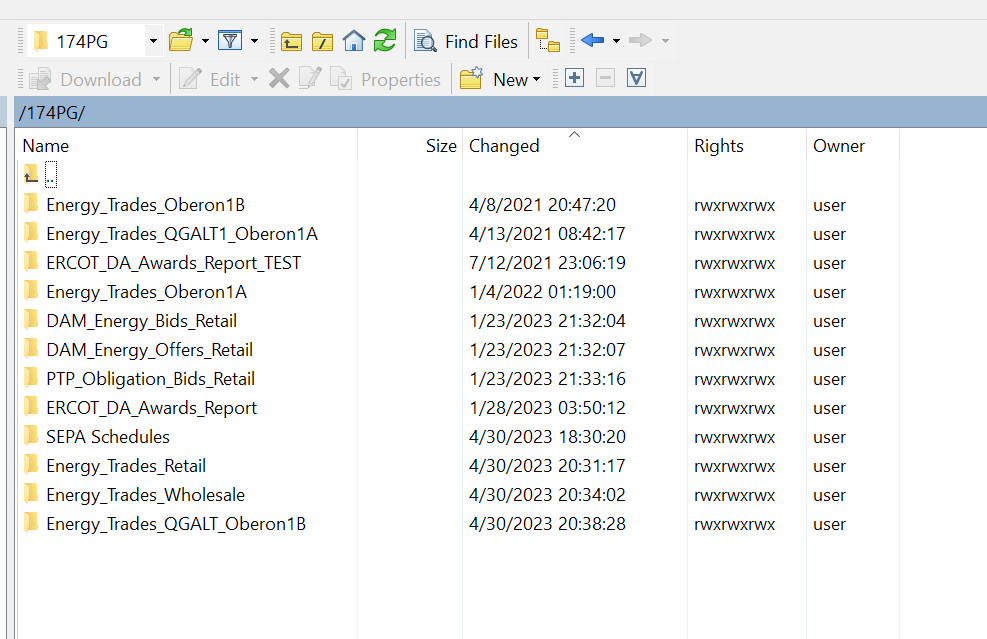 174PG Find Files
Download Edit Properties New
/174PG/
Name Size Changed Rights Owner
..
Energy_Trades_Oberon1B 4/8/2021 20:47:20 rwxrwxrwx user
Energy_Trades_QGALT1_Oberon1A 4/13/2021 08:42:17 rwxrwxrwx user
ERCOT_DA_Awards_Report_TEST 7/12/2021 23:06:19 rwxrwxrwx user
Energy_Trades_Oberon1A 1/4/2022 01:19:00 rwxrwxrwx user
DAM_Energy_Bids_Retail 1/23/2023 21:32:04 rwxrwxrwx user
DAM_Energy_Offers_Retail 1/23/2023 21:32:07 rwxrwxrwx user
PTP_Obligation_Bids_Retail 1/23/2023 21:33:16 rwxrwxrwx user
ERCOT_DA_Awards_Report 1/28/2023 03:50:12 rwxrwxrwx user
SEPA Schedules 4/30/2023 18:30:20 rwxrwxrwx user
Energy_Trades_Retail 4/30/2023 20:31:17 rwxrwxrwx user
Energy_Trades_Wholesale 4/30/2023 20:34:02 rwxrwxrwx user
Energy_Trades_QGALT_Oberon1B 4/30/2023 20:38:28 rwxrwxrwx user